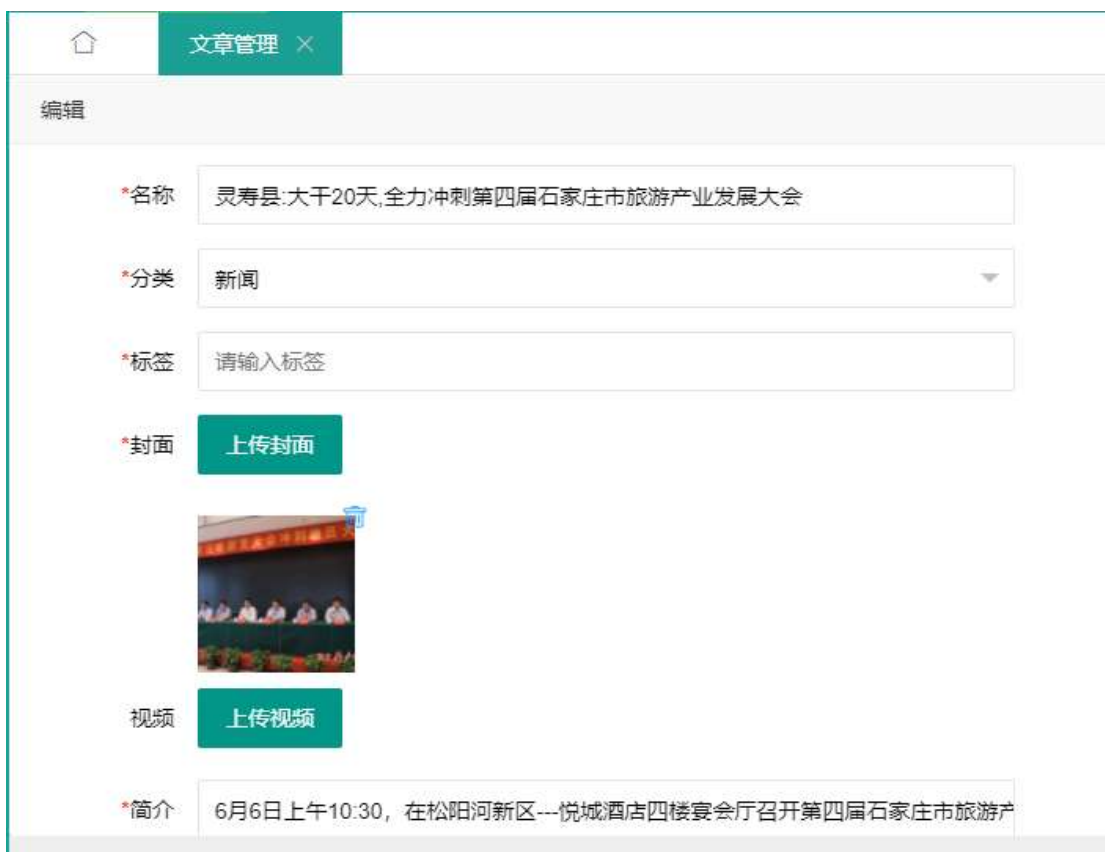 文章管理
编辑
*名称 灵寿县:大干20天,全力冲刺第四届石家庄市旅游产业发展大会
*分类 新闻
*标签 请输入标签
*封面 上传封面
视频 上传视频
*简介 6月6日上午10:30，在松阳河新区---悦城酒店四楼宴会厅召开第四届石家庄市旅游产